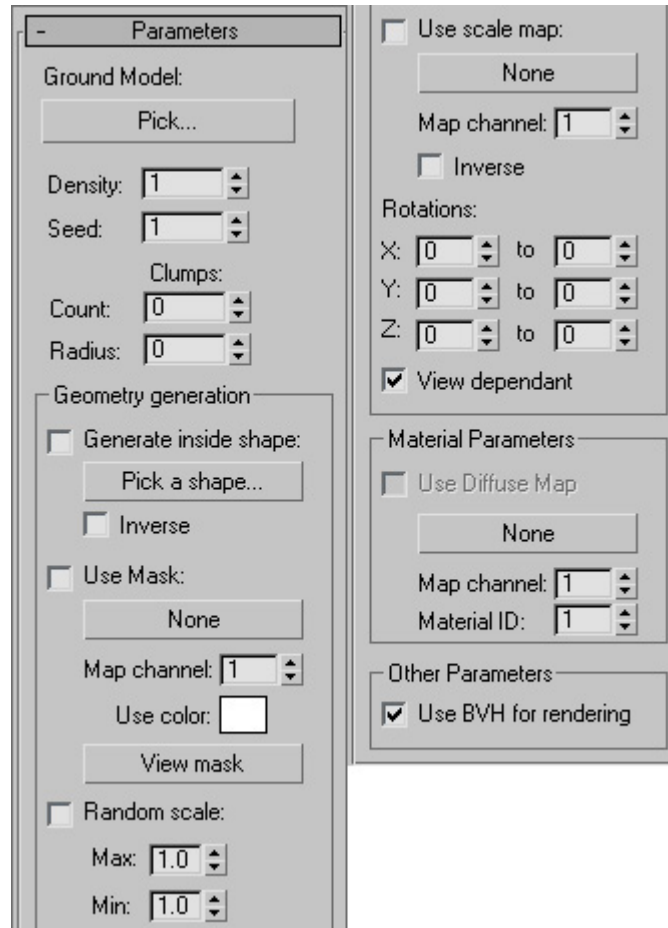 - Parameters
Ground Model:
Pick...
Density: 1
Seed: 1
Clumps:
Count: 0
Radius: 0
Geometry generation
Generate inside shape:
Pick a shape...
Inverse
Use Mask:
None
Map channel: 1
Use color:
View mask
Random scale:
Max: 1.0
Min: 1.0
Use scale map:
None
Map channel: 1
Inverse
Rotations:
X: 0 to 0
Y: 0 to 0
Z: 0 to 0
View dependant
Material Parameters
Use Diffuse Map
None
Map channel: 1
Material ID: 1
Other Parameters
Use BVH for rendering